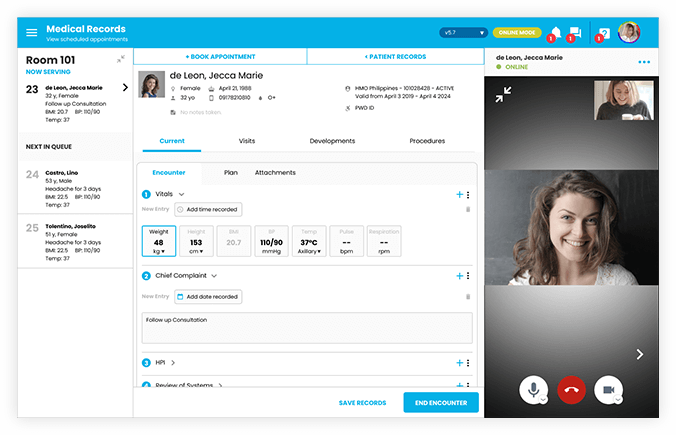 Medical Records
View scheduled appointments
v5.7
ONLINE MODE
1
1
?
1
Room 101
NOW SERVING
23
de Leon, Jecca Marie
32 y, Female
Follow up Consultation
BMI: 22.5 BP: 110/90
Temp: 37
NEXT IN QUEUE
24
Castro, Lino
53 y, Male
Headache for 3 days
BMI: 22.5 BP: 110/90
Temp: 37
25
Tolentino, Joselito
51 y, Female
Headache for 3 days
BMI: 22.5 BP: 110/90
Temp: 37
+ BOOK APPOINTMENT
< PATIENT RECORDS
de Leon, Jecca Marie
Female
April 21, 1988
32 yo
09178210810
O+
No notes taken
HMO Philippines - 101028428 - ACTIVE
Valid from April 3 2019 - April 4 2024
PWD ID
Current
Visits
Developments
Procedures
Encounter
Plan
Attachments
1 Vitals
New Entry
Add time recorded
Weight
48
kg
Height
153
cm
BMI
20.7
BP
110/90
mmHg
Temp
37ºC
Axillary
Pulse
--
bpm
Respiration
--
rpm
2 Chief Complaint
New Entry
Add date recorded
Follow up Consultation
3 HPI
4 Review of Systems
SAVE RECORDS
END ENCOUNTER
de Leon, Jecca Marie
ONLINE